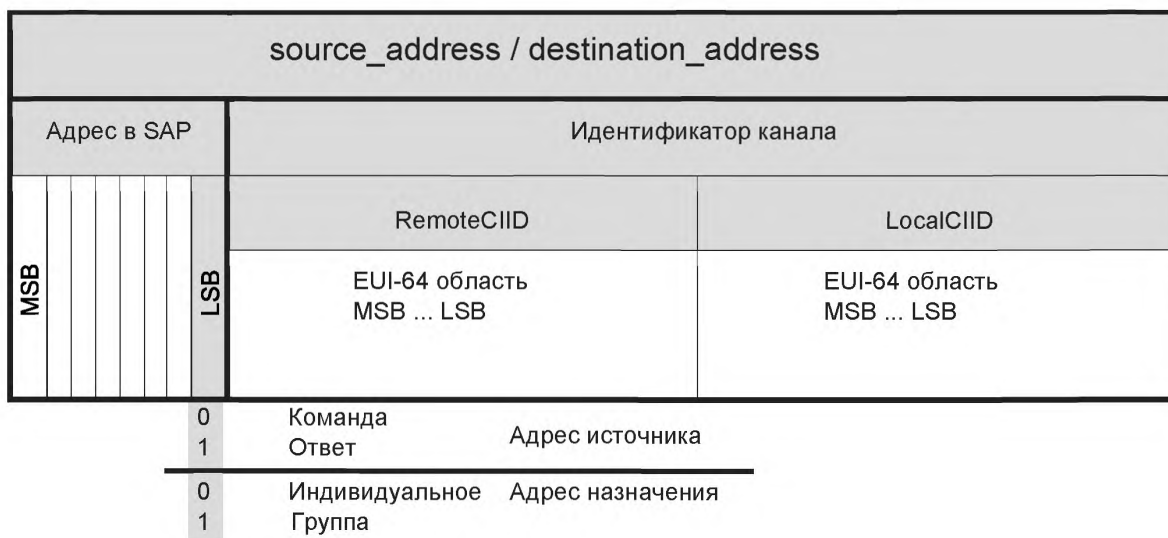 source_address / destination_address
Адрес в SAP
Идентификатор канала
MSB
LSB
RemoteCIID
LocalCIID
EUI-64 область
MSB ... LSB
EUI-64 область
MSB ... LSB
0 Команда
1 Ответ
Адрес источника
0 Индивидуальное Адрес назначения
1 Группа